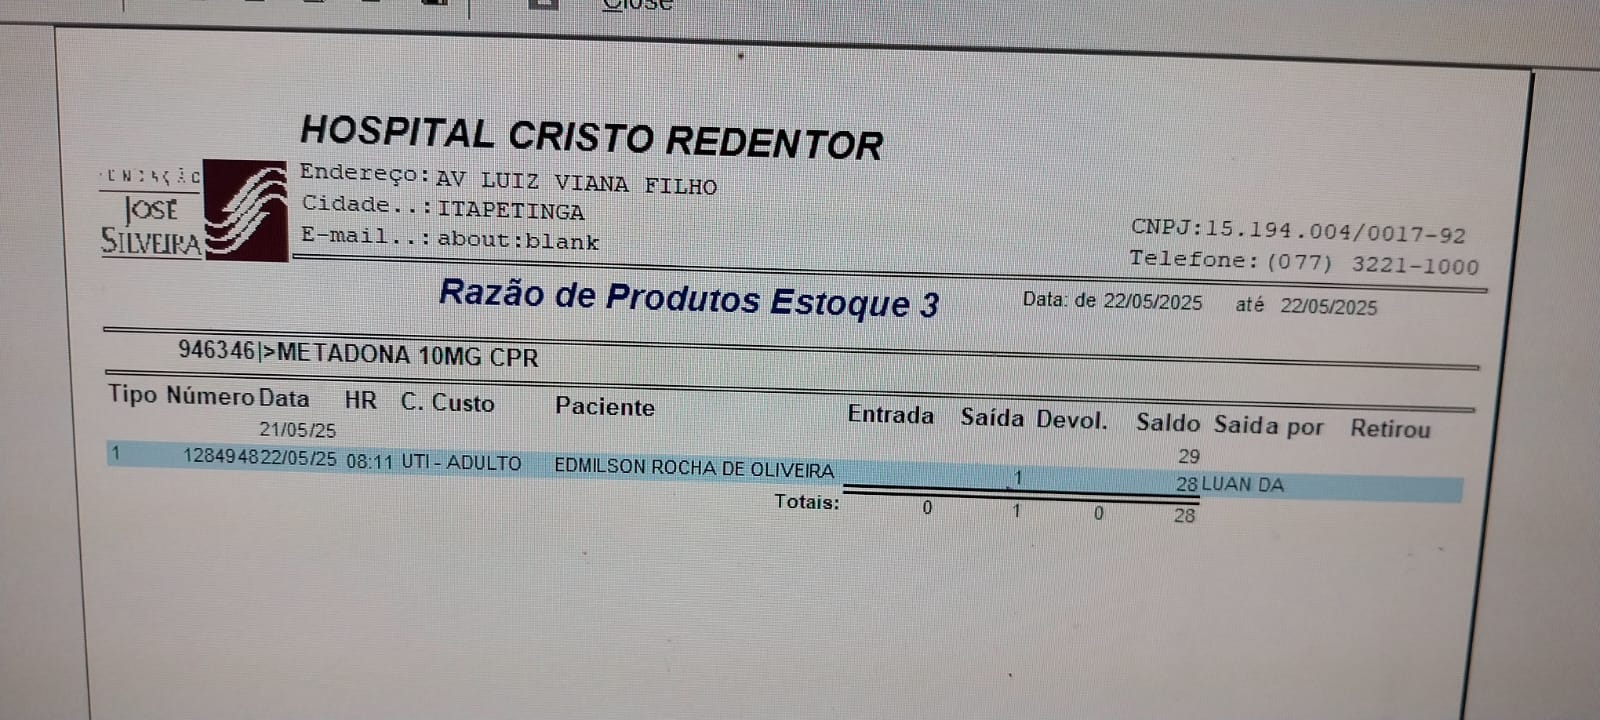 Close
HOSPITAL CRISTO REDENTOR
JOSÉ
SILVEIRA
Endereço:AV LUIZ VIANA FILHO
Cidade..:ITAPETINGA
E-mail..:about:blank
CNPJ:15.194.004/0017-92
Telefone:(077) 3221-1000
Razão de Produtos Estoque 3
Data: de 22/05/2025 até 22/05/2025
946346|>METADONA 10MG CPR
Tipo Número Data HR C. Custo Paciente Entrada Saída Devol. Saldo Saida por Retirou
21/05/25 29
1 128494822/05/25 08:11 UTI - ADULTO EDMILSON ROCHA DE OLIVEIRA 1 28 LUAN DA
Totais: 0 1 0 28